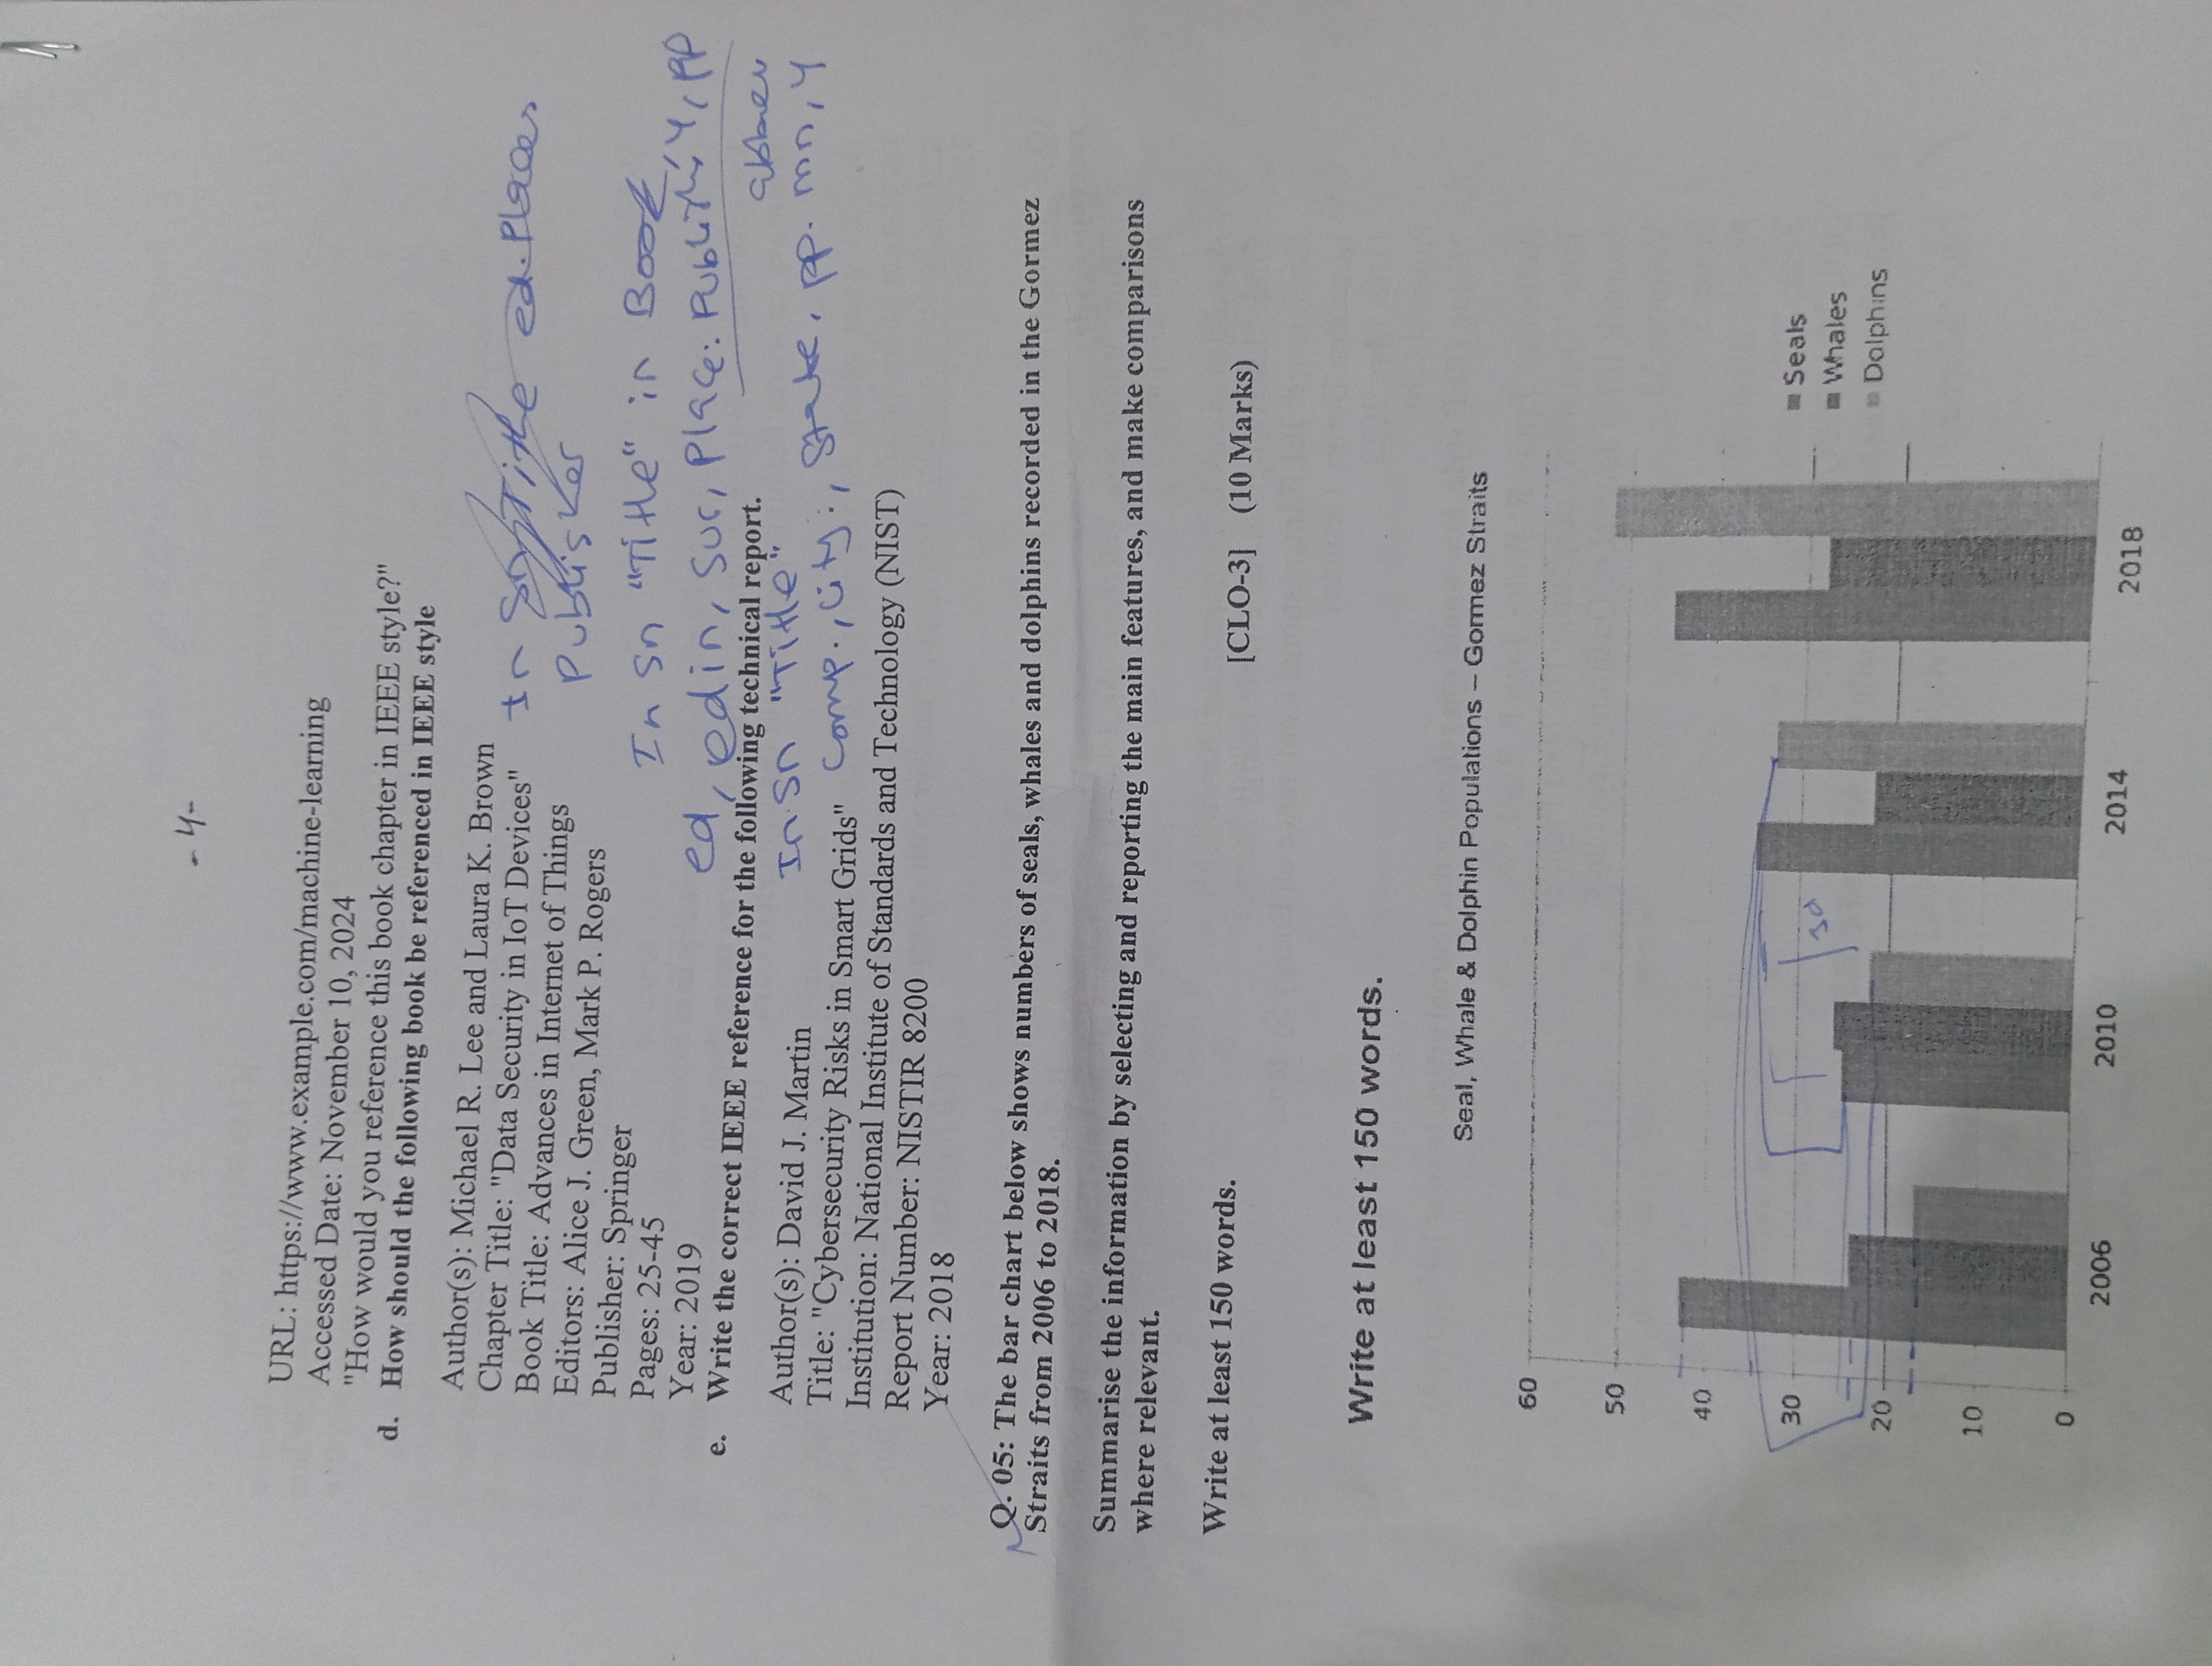 - 4 -
URL: https://www.example.com/machine-learning
Accessed Date: November 10, 2024
"How would you reference this book chapter in IEEE style?"
d. How should the following book be referenced in IEEE style
Author(s): Michael R. Lee and Laura K. Brown
Chapter Title: "Data Security in IoT Devices"
In Sn Title ed. Places
Book Title: Advances in Internet of Things
Publisher
Editors: Alice J. Green, Mark P. Rogers
Publisher: Springer
In Sn "Title" in Book,
Pages: 25-45
ed, edin, sur, Place: Publish, Y, pp
Year: 2019
e. Write the correct IEEE reference for the following technical report.
abbrev
Author(s): David J. Martin
In Sn "Title"
Title: "Cybersecurity Risks in Smart Grids"
Comp., City., State, pp. mn, Y
Institution: National Institute of Standards and Technology (NIST)
Report Number: NISTIR 8200
Year: 2018
Q. 05: The bar chart below shows numbers of seals, whales and dolphins recorded in the Gormez
Straits from 2006 to 2018.
Summarise the information by selecting and reporting the main features, and make comparisons
where relevant.
Write at least 150 words.
[CLO-3] (10 Marks)
Write at least 150 words.
Seal, Whale & Dolphin Populations – Gormez Straits
60
50
40
30
20
10
0
2006
2010
2014
2018
Seals
Whales
Dolphins